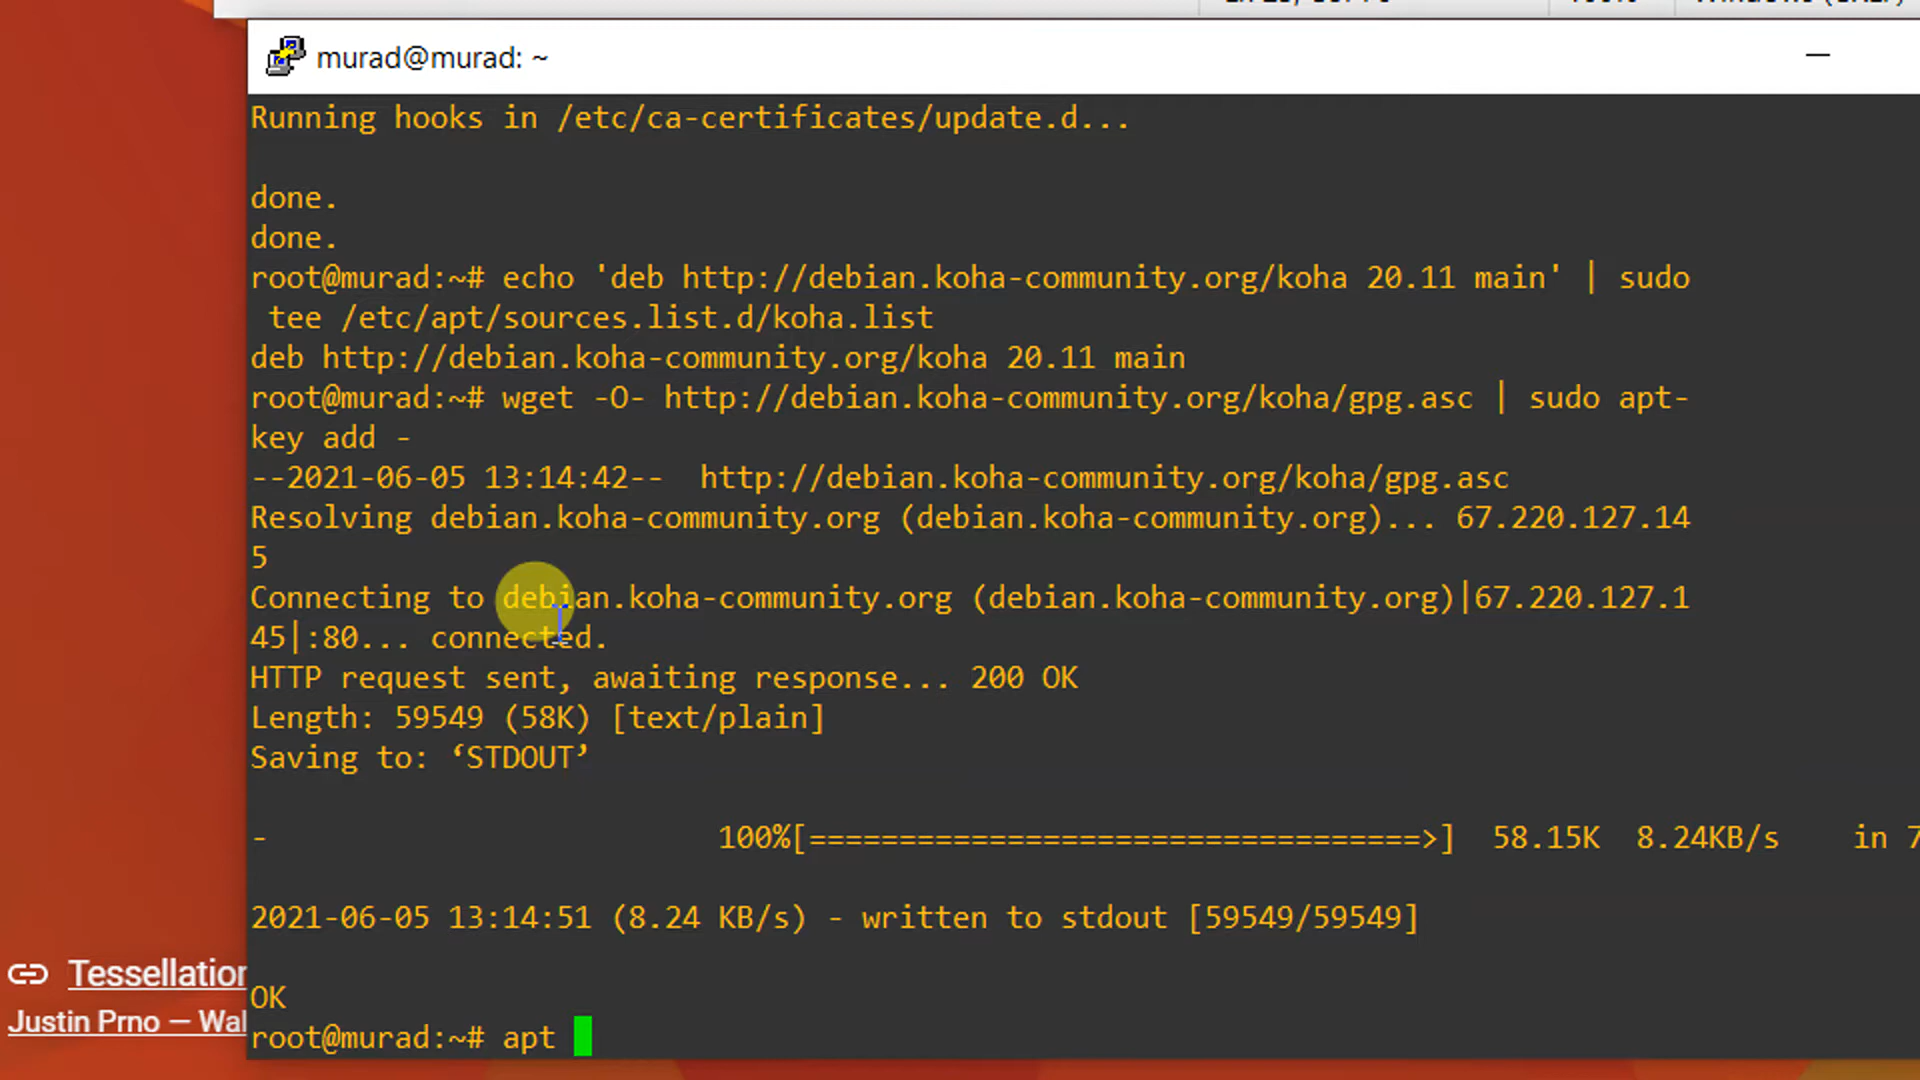 murad@murad: ~
Running hooks in /etc/ca-certificates/update.d...
done.
done.
root@murad:~# echo 'deb http://debian.koha-community.org/koha 20.11 main' | sudo
tee /etc/apt/sources.list.d/koha.list
deb http://debian.koha-community.org/koha 20.11 main
root@murad:~# wget -O- http://debian.koha-community.org/koha/gpg.asc | sudo apt-
key add -
--2021-06-05 13:14:42--  http://debian.koha-community.org/koha/gpg.asc
Resolving debian.koha-community.org (debian.koha-community.org)... 67.220.127.14
5
Connecting to debian.koha-community.org (debian.koha-community.org)|67.220.127.1
45|:80... connected.
HTTP request sent, awaiting response... 200 OK
Length: 59549 (58K) [text/plain]
Saving to: ‘STDOUT’
- 100%[==================================>] 58.15K 8.24KB/s in 7
2021-06-05 13:14:51 (8.24 KB/s) - written to stdout [59549/59549]
Tessellation
OK
Justin Prno — Wal
root@murad:~# apt